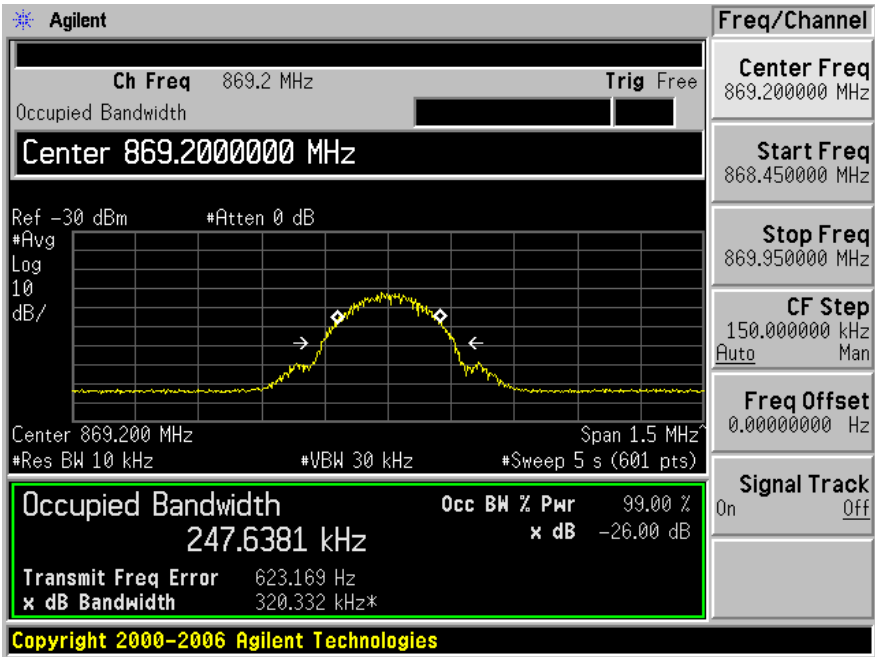 Agilent
Freq/Channel
Ch Freq 869.2 MHz Trig Free
Occupied Bandwidth
Center 869.2000000 MHz
Ref -30 dBm #Atten 0 dB
#Avg
Log
10
dB/
Center 869.200 MHz Span 1.5 MHz^
#Res BW 10 kHz #VBW 30 kHz #Sweep 5 s (601 pts)
Occupied Bandwidth Occ BW % Pwr 99.00 %
247.6381 kHz x dB -26.00 dB
Transmit Freq Error 623.169 Hz
x dB Bandwidth 320.332 kHz*
Copyright 2000-2006 Agilent Technologies
Center Freq
869.200000 MHz
Start Freq
868.450000 MHz
Stop Freq
869.950000 MHz
CF Step
150.000000 kHz
Auto Man
Freq Offset
0.00000000 Hz
Signal Track
On Off